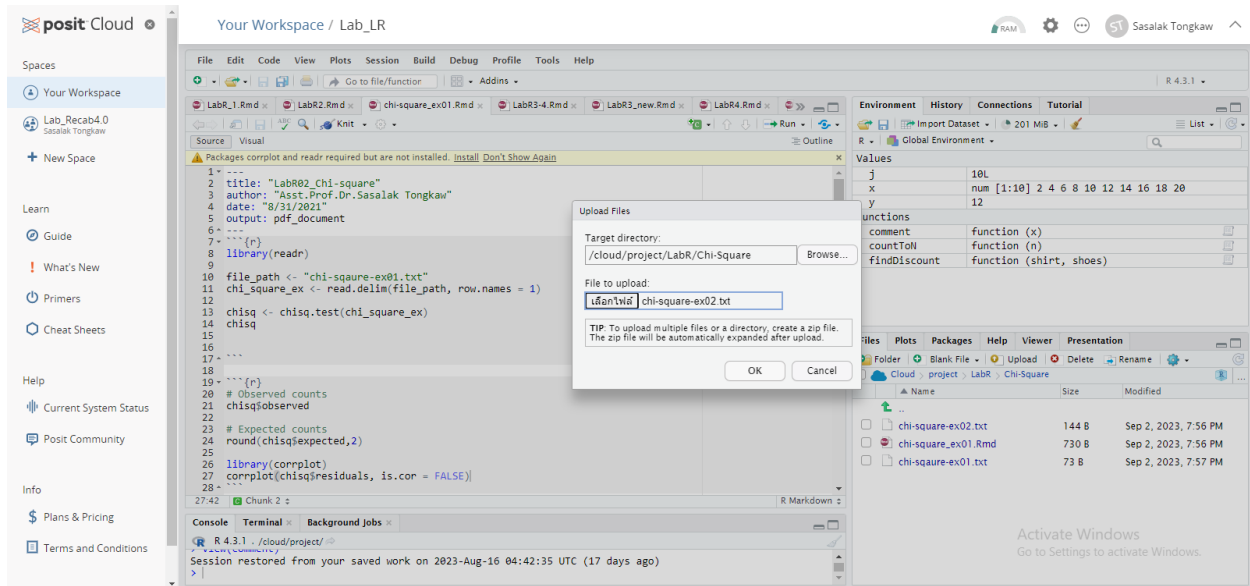 posit Cloud
Your Workspace / Lab_LR
RAM
ST
Sasalak Tongkaw
Spaces
Your Workspace
Lab_Recab4.0
Sasalak Tongkaw
New Space
Learn
Guide
What's New
Primers
Cheat Sheets
Help
Current System Status
Posit Community
Info
Plans & Pricing
Terms and Conditions
File Edit Code View Plots Session Build Debug Profile Tools Help
Go to file/function
Addins
R 4.3.1
LabR_1.Rmd
LabR2.Rmd
chi-square_ex01.Rmd
LabR3-4.Rmd
LabR3_new.Rmd
LabR4.Rmd
ABC
Knit
Run
Source Visual
Outline
Packages corrplot and readr required but are not installed. Install Don't Show Again
1 ---
2 title: "LabR02_Chi-square"
3 author: "Asst.Prof.Dr.Sasalak Tongkaw"
4 date: "8/31/2021"
5 output: pdf_document
6 ---
7 ```{r}
8 library(readr)
9
10 file_path <- "chi-sqaure-ex01.txt"
11 chi_square_ex <- read.delim(file_path, row.names = 1)
12
13 chisq <- chisq.test(chi_square_ex)
14 chisq
15
16
17 ```
18
19 ```{r}
20 # Observed counts
21 chisq$observed
22
23 # Expected counts
24 round(chisq$expected,2)
25
26 library(corrplot)
27 corrplot(chisq$residuals, is.cor = FALSE)
28 ```
27:42
Chunk 2
R Markdown
Console Terminal Background Jobs
R 4.3.1 . /cloud/project/
> View(comment)
Session restored from your saved work on 2023-Aug-16 04:42:35 UTC (17 days ago)
>
Upload Files
Target directory:
/cloud/project/LabR/Chi-Square
Browse...
File to upload:
เลือกไฟล์ chi-square-ex02.txt
TIP: To upload multiple files or a directory, create a zip file.
The zip file will be automatically expanded after upload.
OK
Cancel
Environment History Connections Tutorial
Import Dataset
201 MiB
List
R
Global Environment
Values
j 10L
x num [1:10] 2 4 6 8 10 12 14 16 18 20
y 12
unctions
comment function (x)
countToN function (n)
findDiscount function (shirt, shoes)
Files Plots Packages Help Viewer Presentation
Folder
Blank File
Upload
Delete
Rename
Cloud
project
LabR
Chi-Square
R
...
Name Size Modified
..
chi-square-ex02.txt 144 B Sep 2, 2023, 7:56 PM
chi-square_ex01.Rmd 730 B Sep 2, 2023, 7:56 PM
chi-sqaure-ex01.txt 73 B Sep 2, 2023, 7:57 PM
Activate Windows
Go to Settings to activate Windows.